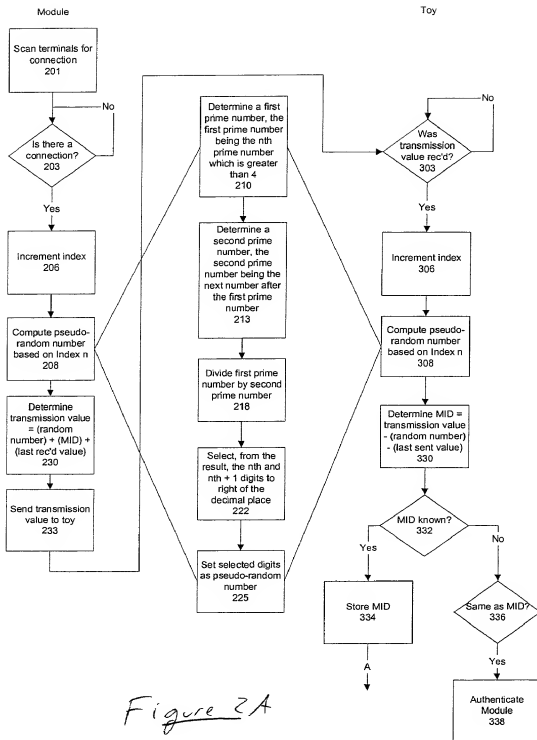 Module
Toy
Scan terminals for
connection
201
No
Is there a
connection?
203
Yes
Increment index
206
Compute pseudo-
random number
based on Index n
208
Determine
transmission value
= (random
number) + (MID) +
(last rec'd value)
230
Send transmission
value to toy
233
Determine a first
prime number, the
first prime number
being the nth
prime number
which is greater
than 4
210
Determine a
second prime
number, the
second prime
number being the
next number after
the first prime
number
213
Divide first prime
number by second
prime number
218
Select, from the
result, the nth and
nth + 1 digits to
right of the
decimal place
222
Set selected digits
as pseudo-random
number
225
No
Was
transmission
value rec'd?
303
Yes
Increment index
306
Compute pseudo-
random number
based on Index n
308
Determine MID =
transmission value
- (random number)
- (last sent value)
330
MID known?
332
Yes
No
Store MID
334
A
Same as MID?
336
Yes
Authenticate
Module
338
Figure 2A